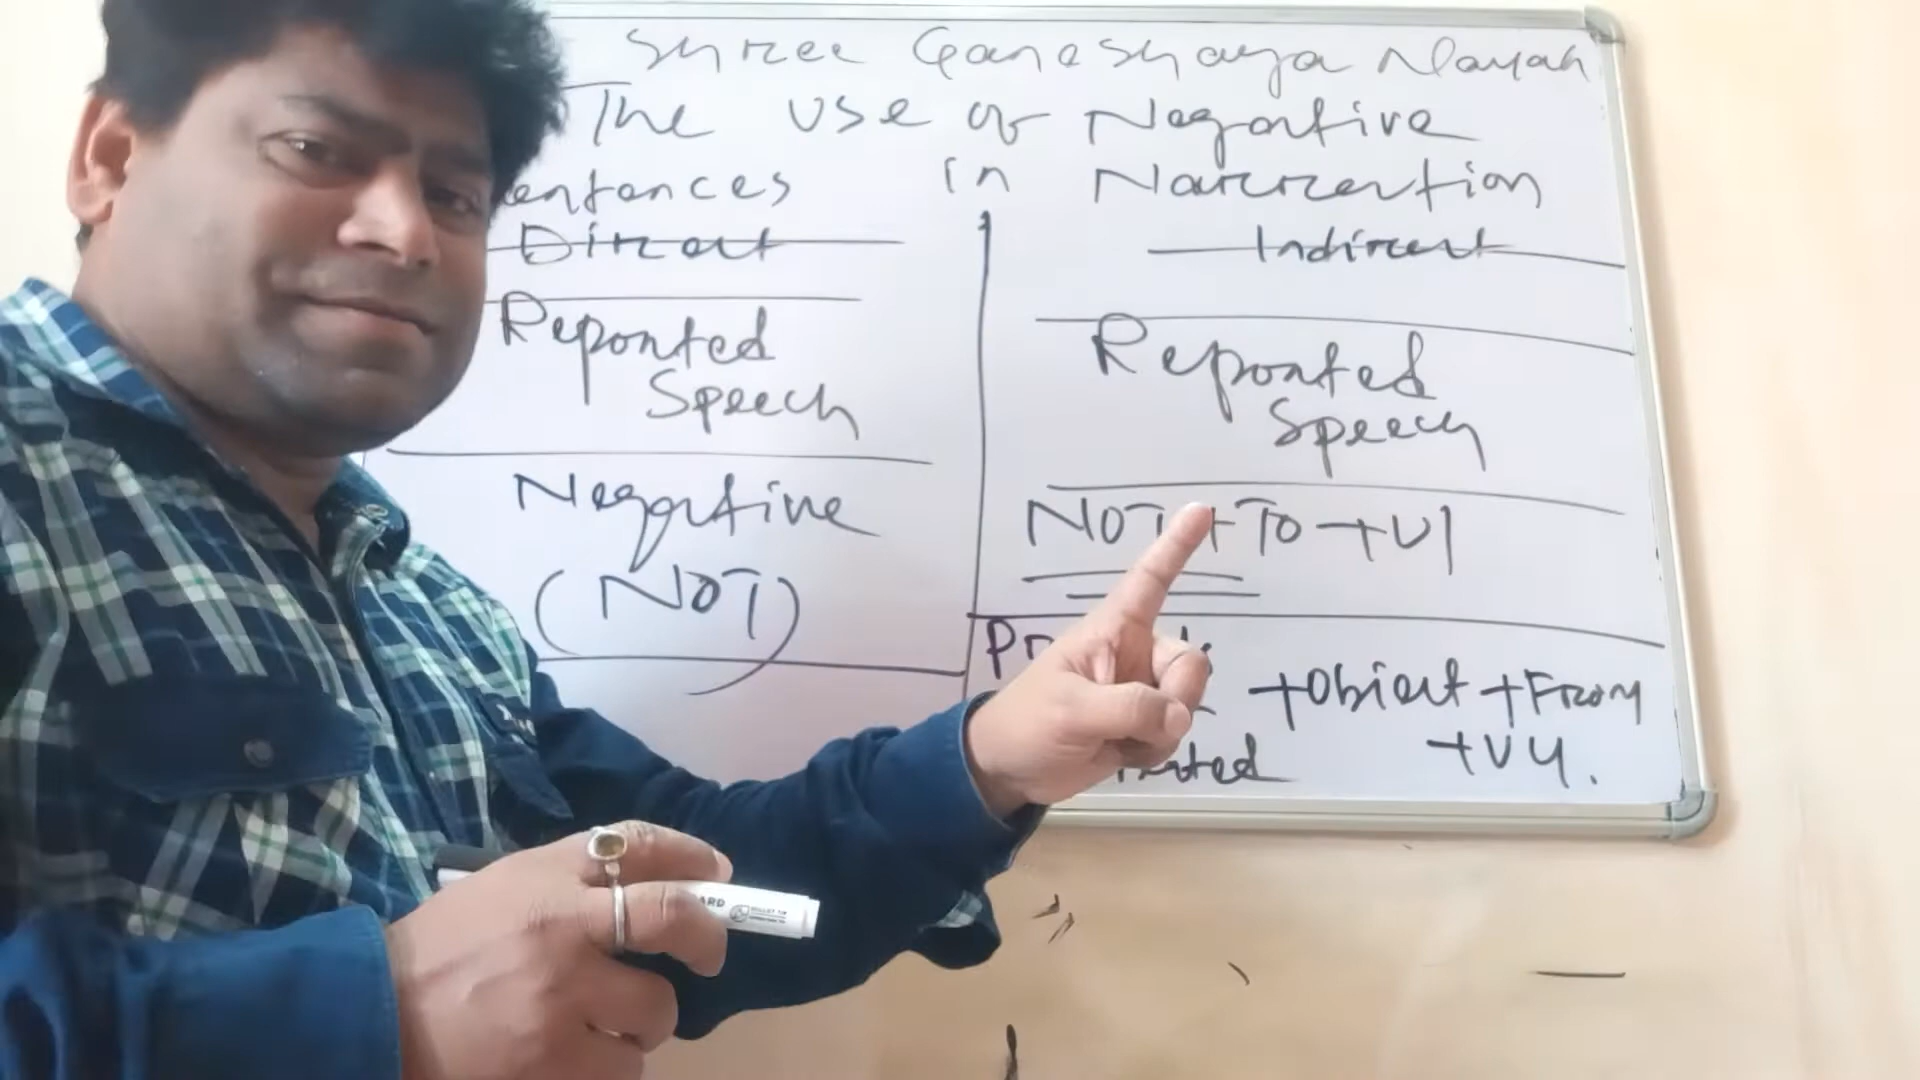 Shree Ganeshaya Namah
The use of Negative
entences in Narration
Direct Indirect
Reported Speech
Reported Speech
Negative (NOT)
NOT + To + V1
+Object + From
+V4.